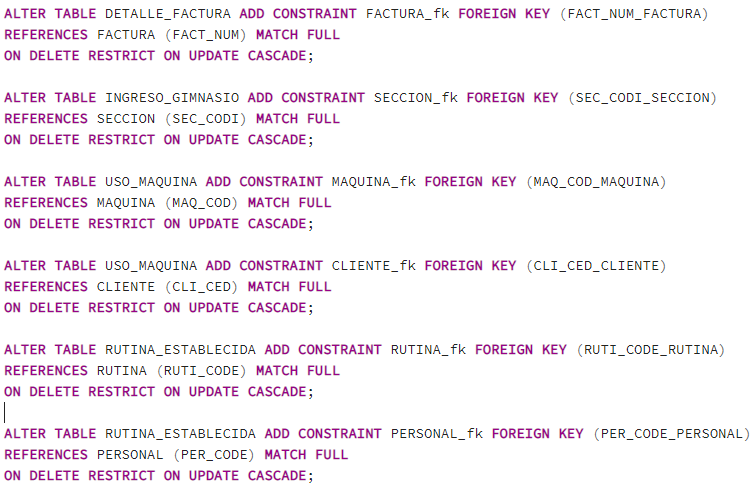 ALTER TABLE DETALLE_FACTURA ADD CONSTRAINT FACTURA_fk FOREIGN KEY (FACT_NUM_FACTURA)
REFERENCES FACTURA (FACT_NUM) MATCH FULL
ON DELETE RESTRICT ON UPDATE CASCADE;
ALTER TABLE INGRESO_GIMNASIO ADD CONSTRAINT SECCION_fk FOREIGN KEY (SEC_CODI_SECCION)
REFERENCES SECCION (SEC_CODI) MATCH FULL
ON DELETE RESTRICT ON UPDATE CASCADE;
ALTER TABLE USO_MAQUINA ADD CONSTRAINT MAQUINA_fk FOREIGN KEY (MAQ_COD_MAQUINA)
REFERENCES MAQUINA (MAQ_COD) MATCH FULL
ON DELETE RESTRICT ON UPDATE CASCADE;
ALTER TABLE USO_MAQUINA ADD CONSTRAINT CLIENTE_fk FOREIGN KEY (CLI_CED_CLIENTE)
REFERENCES CLIENTE (CLI_CED) MATCH FULL
ON DELETE RESTRICT ON UPDATE CASCADE;
ALTER TABLE RUTINA_ESTABLECIDA ADD CONSTRAINT RUTINA_fk FOREIGN KEY (RUTI_CODE_RUTINA)
REFERENCES RUTINA (RUTI_CODE) MATCH FULL
ON DELETE RESTRICT ON UPDATE CASCADE;
ALTER TABLE RUTINA_ESTABLECIDA ADD CONSTRAINT PERSONAL_fk FOREIGN KEY (PER_CODE_PERSONAL)
REFERENCES PERSONAL (PER_CODE) MATCH FULL
ON DELETE RESTRICT ON UPDATE CASCADE;